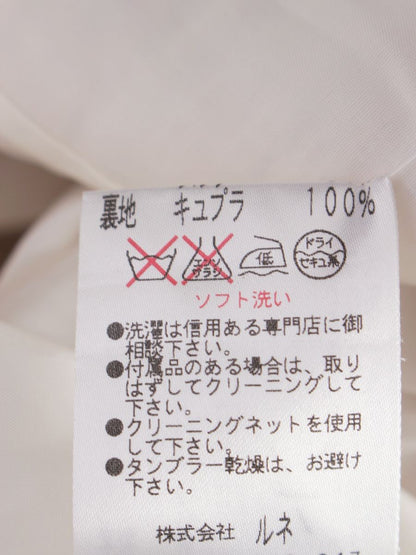 裏地 キュプラ 100%
エンソ
サラシ
低
ドライ
セキユ系
ソフト洗い
●洗濯は信用ある専門店に御
相談下さい。
●付属品のある場合は、取り
はずしてクリーニングして
下さい。
●クリーニングネットを使用
して下さい。
●タンブラー乾燥は、お避け
下さい。
株式会社 ルネ